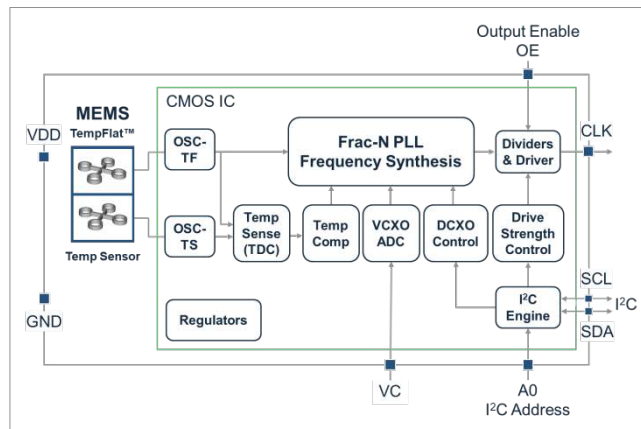 Output Enable
OE
MEMS
TempFlat™
VDD
CMOS IC
OSC-
TF
Frac-N PLL
Frequency Synthesis
Dividers
& Driver
CLK
OSC-
TS
Temp
Sense
(TDC)
Temp
Comp
VCXO
ADC
DCXO
Control
Drive
Strength
Control
Temp Sensor
SCL
I²C
Engine
I²C
SDA
GND
Regulators
VC
A0
I²C Address